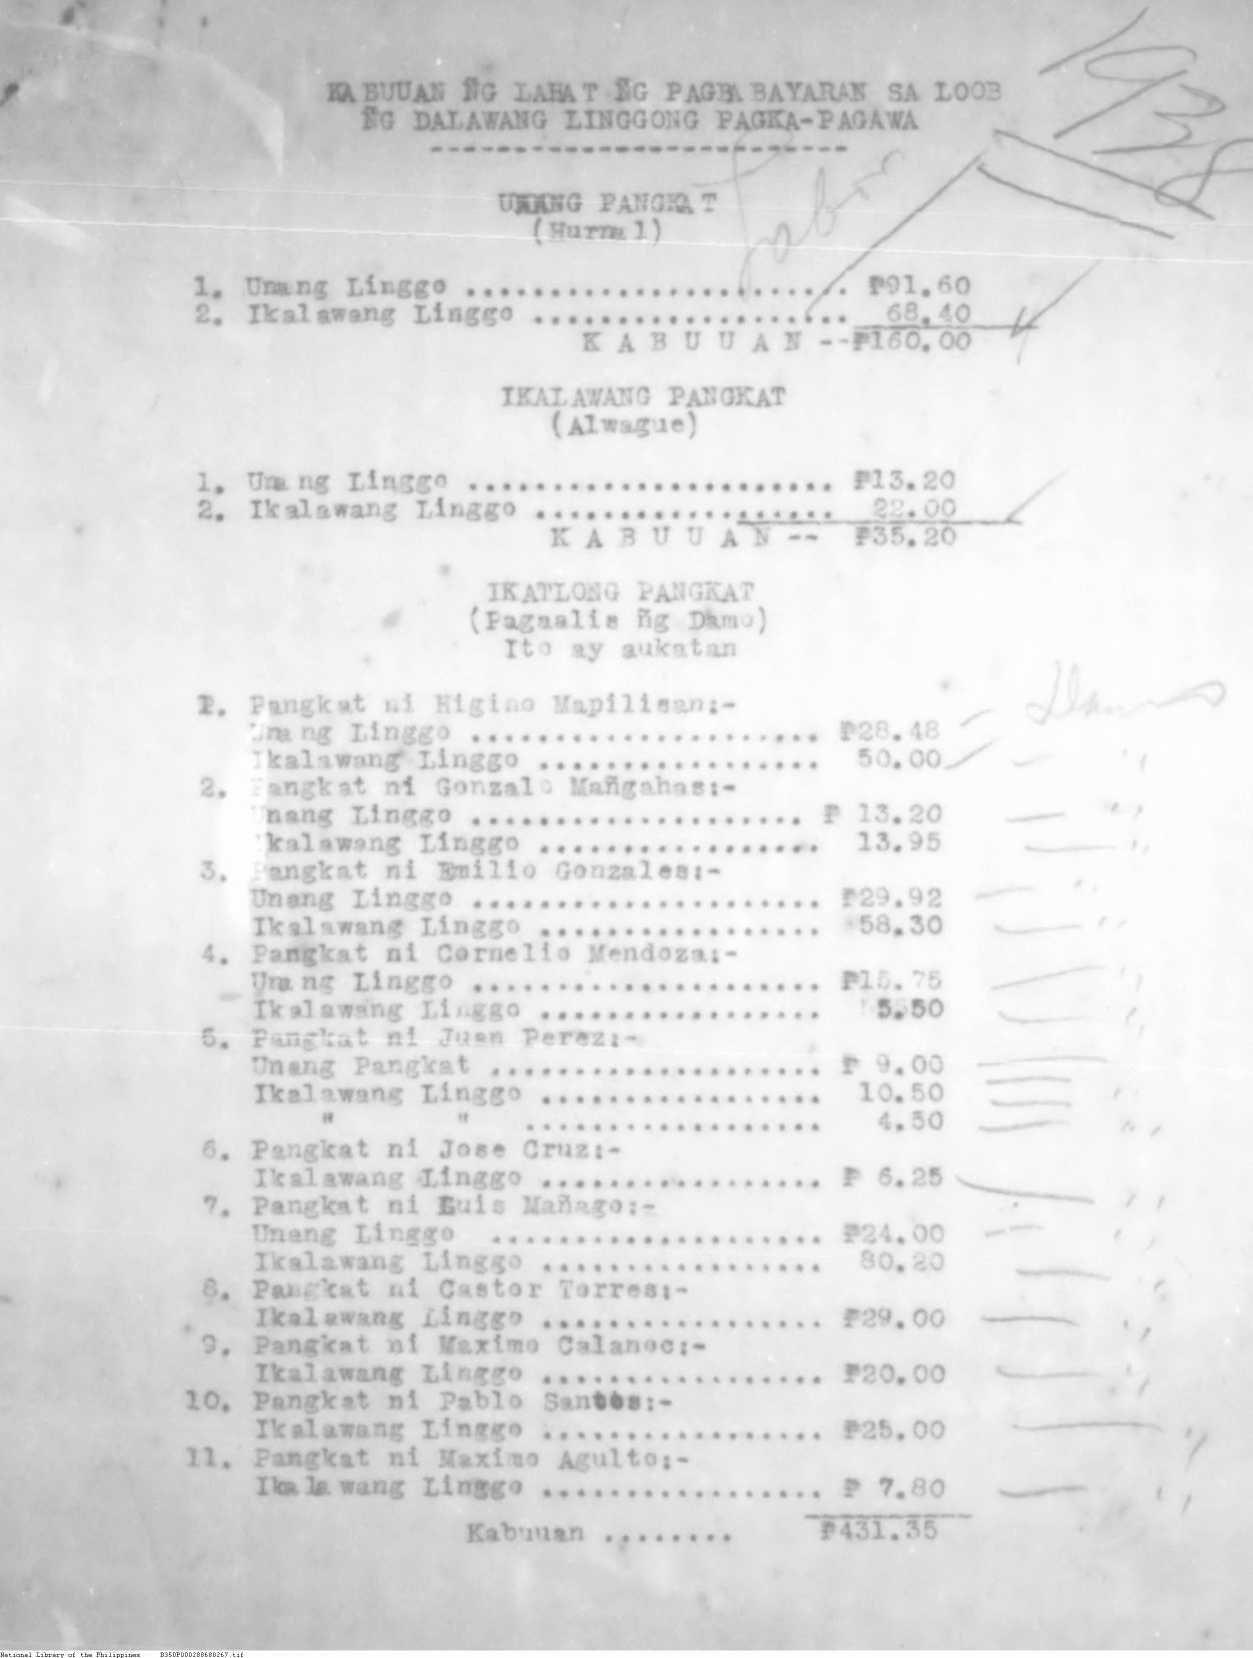 KABUUAN ÑG LAHAT ÑG PAGBABAYARAN SA LOOB
ÑG DALAWANG LINGGONG PAGKA-PAGAWA
-------------------------
1938
Labor
UNANG PANGKAT
(Hurnal)
1. Unang Linggo ....................... ₱91.60
2. Ikalawang Linggo ................... 68.40
K A B U U A N --₱160.00
IKALAWANG PANGKAT
(Alwague)
1. Unang Linggo ...................... ₱13.20
2. Ikalawang Linggo .................. 22.00
K A B U U A N -- ₱35.20
IKATLONG PANGKAT
(Pagaalis ñg Damo)
Ito ay sukatan
1. Pangkat ni Higino Mapilisan:-
Unang Linggo ..................... ₱28.48
Ikalawang Linggo ................. 50.00
2. Pangkat ni Gonzalo Mañgahas:-
Unang Linggo .................... ₱ 13.20
Ikalawang Linggo ................. 13.95
3. Pangkat ni Emilio Gonzales:-
Unang Linggo ..................... ₱29.92
Ikalawang Linggo ................. 58.30
4. Pangkat ni Cornelio Mendoza:-
Unang Linggo ..................... ₱15.75
Ikalawang Linggo ................. 5.50
5. Pangkat ni Juan Perez:-
Unang Pangkat .................... ₱ 9.00
Ikalawang Linggo ................. 10.50
" " .................. 4.50
6. Pangkat ni Jose Cruz:-
Ikalawang Linggo ................. ₱ 6.25
7. Pangkat ni Luis Mañago:-
Unang Linggo .................... ₱24.00
Ikalawang Linggo ................. 80.20
8. Pangkat ni Castor Torres:-
Ikalawang Linggo ................. ₱29.00
9. Pangkat ni Maximo Calanoc:-
Ikalawang Linggo ................. ₱20.00
10. Pangkat ni Pablo Santos:-
Ikalawang Linggo ................. ₱25.00
11. Pangkat ni Maximo Agulto:-
Ikalawang Linggo ................. ₱ 7.80
Kabuuan ........ ₱431.35
National Library of the Philippines D350P000288680267.tif